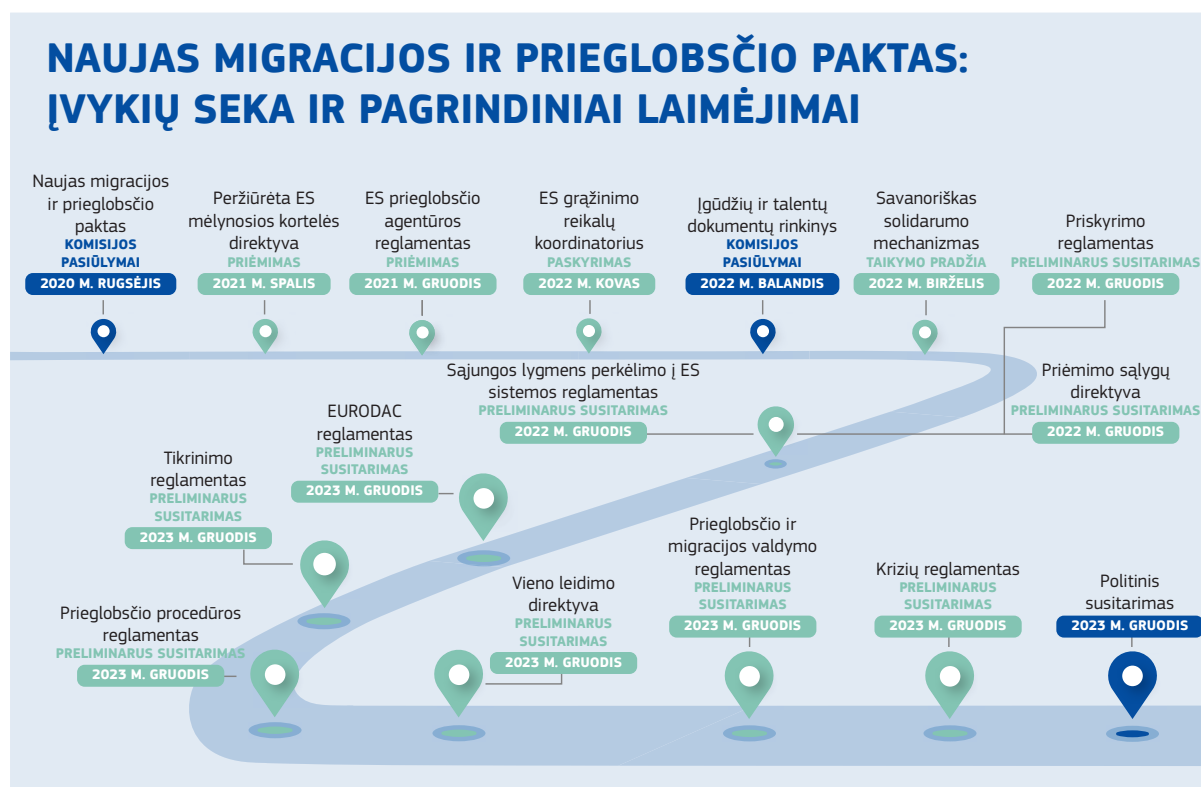 NAUJAS MIGRACIJOS IR PRIEGLOBSČIO PAKTAS:
ĮVYKIŲ SEKA IR PAGRINDINIAI LAIMĖJIMAI
Naujas migracijos
ir prieglobsčio
paktas
KOMISIJOS
PASIŪLYMAI
2020 M. RUGSĖJIS
Peržiūrėta ES
mėlynosios kortelės
direktyva
PRIĖMIMAS
2021 M. SPALIS
ES prieglobsčio
agentūros
reglamentas
PRIĖMIMAS
2021 M. GRUODIS
ES grąžinimo
reikalų
koordinatorius
PASKYRIMAS
2022 M. KOVAS
Įgūdžių ir talentų
dokumentų rinkinys
KOMISIJOS
PASIŪLYMAI
2022 M. BALANDIS
Savanoriškas
solidarumo
mechanizmas
TAIKYMO PRADŽIA
2022 M. BIRŽELIS
Priskyrimo
reglamentas
PRELIMINARUS SUSITARIMAS
2022 M. GRUODIS
Sąjungos lygmens perkėlimo į ES
sistemos reglamentas
PRELIMINARUS SUSITARIMAS
2022 M. GRUODIS
Priėmimo sąlygų
direktyva
PRELIMINARUS SUSITARIMAS
2022 M. GRUODIS
EURODAC
reglamentas
PRELIMINARUS
SUSITARIMAS
2023 M. GRUODIS
Tikrinimo
reglamentas
PRELIMINARUS
SUSITARIMAS
2023 M. GRUODIS
Prieglobsčio procedūros
reglamentas
PRELIMINARUS SUSITARIMAS
2023 M. GRUODIS
Vieno leidimo
direktyva
PRELIMINARUS
SUSITARIMAS
2023 M. GRUODIS
Prieglobsčio ir
migracijos valdymo
reglamentas
PRELIMINARUS
SUSITARIMAS
2023 M. GRUODIS
Krizių reglamentas
PRELIMINARUS
SUSITARIMAS
2023 M. GRUODIS
Politinis
susitarimas
2023 M. GRUODIS